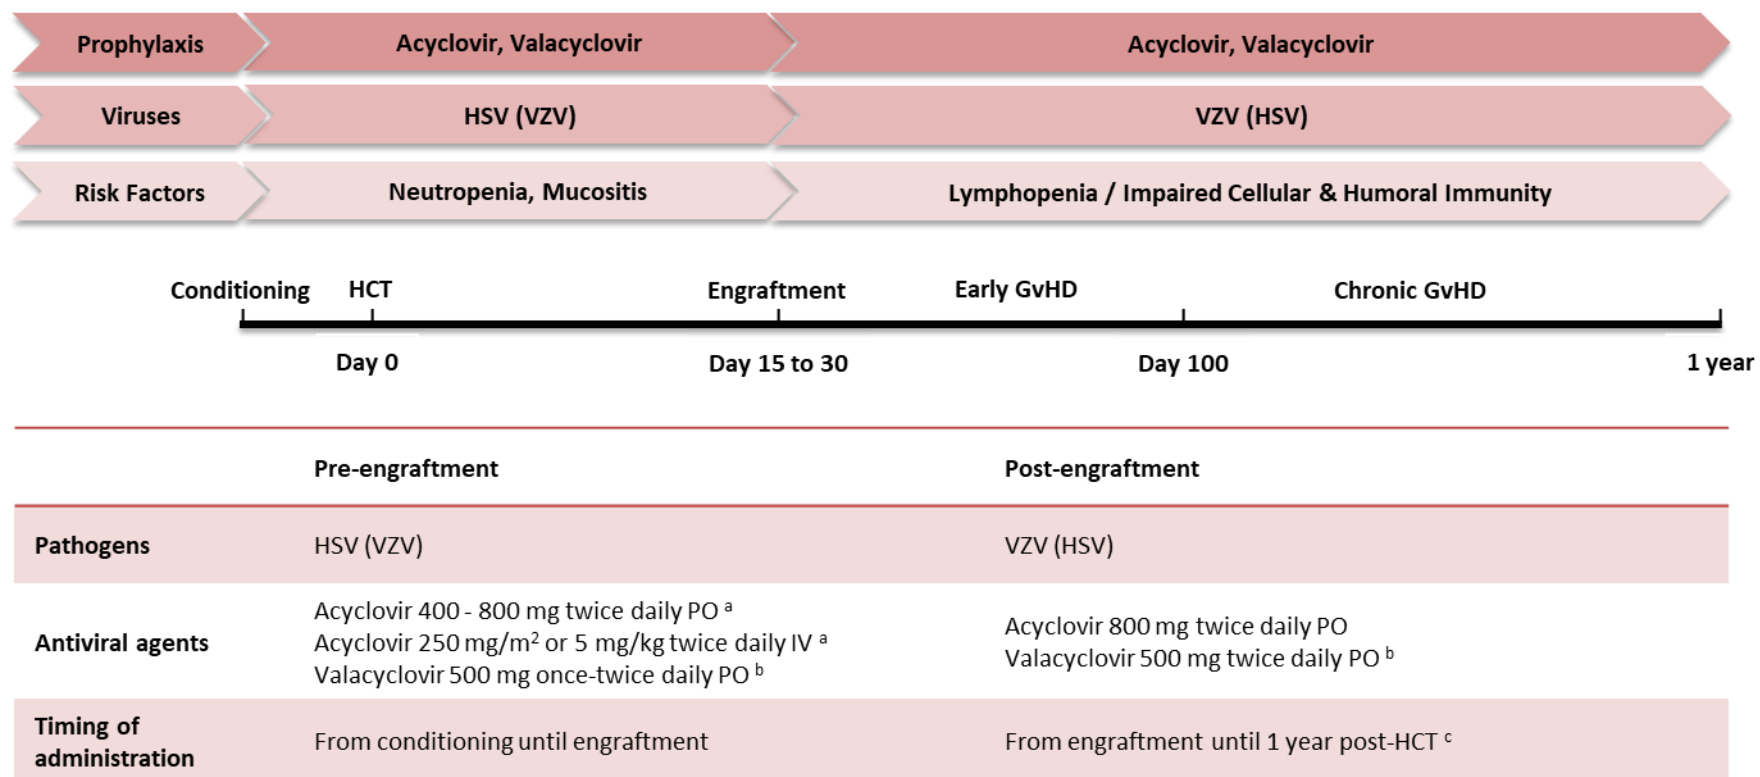 Prophylaxis Acyclovir, Valacyclovir Acyclovir, Valacyclovir
Viruses HSV (VZV) VZV (HSV)
Risk Factors Neutropenia, Mucositis Lymphopenia / Impaired Cellular & Humoral Immunity
Conditioning HCT Engraftment Early GvHD Chronic GvHD
Day 0 Day 15 to 30 Day 100 1 year
Pre-engraftment Post-engraftment
Pathogens HSV (VZV) VZV (HSV)
Antiviral agents
Acyclovir 400 - 800 mg twice daily PO ᵃ
Acyclovir 250 mg/m² or 5 mg/kg twice daily IV ᵃ
Valacyclovir 500 mg once-twice daily PO ᵇ
Acyclovir 800 mg twice daily PO
Valacyclovir 500 mg twice daily PO ᵇ
Timing of
administration
From conditioning until engraftment
From engraftment until 1 year post-HCT ᶜ